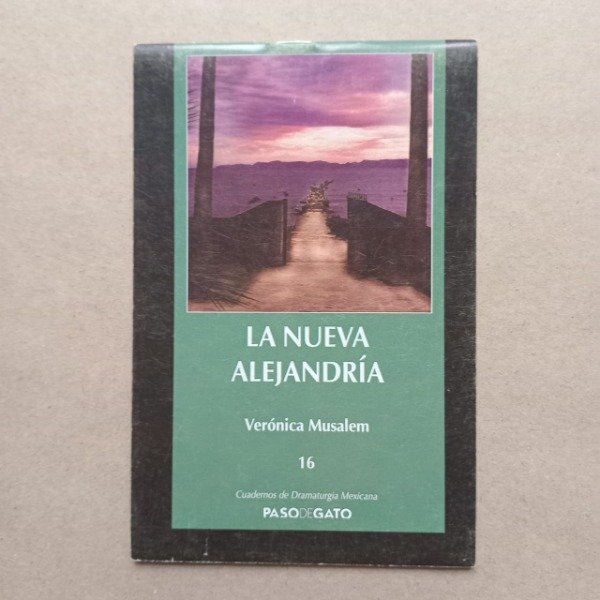 LA NUEVA
ALEJANDRÍA
Verónica Musalem
16
Cuadernos de Dramaturgia Mexicana
PASODEGATO